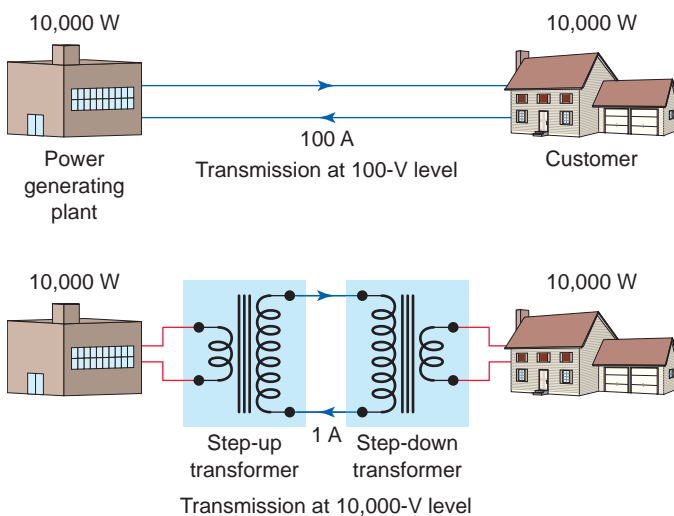 10,000 W
10,000 W
100 A
Power
generating
plant
Transmission at 100-V level
Customer
10,000 W
10,000 W
1 A
Step-up
transformer
Step-down
transformer
Transmission at 10,000-V level